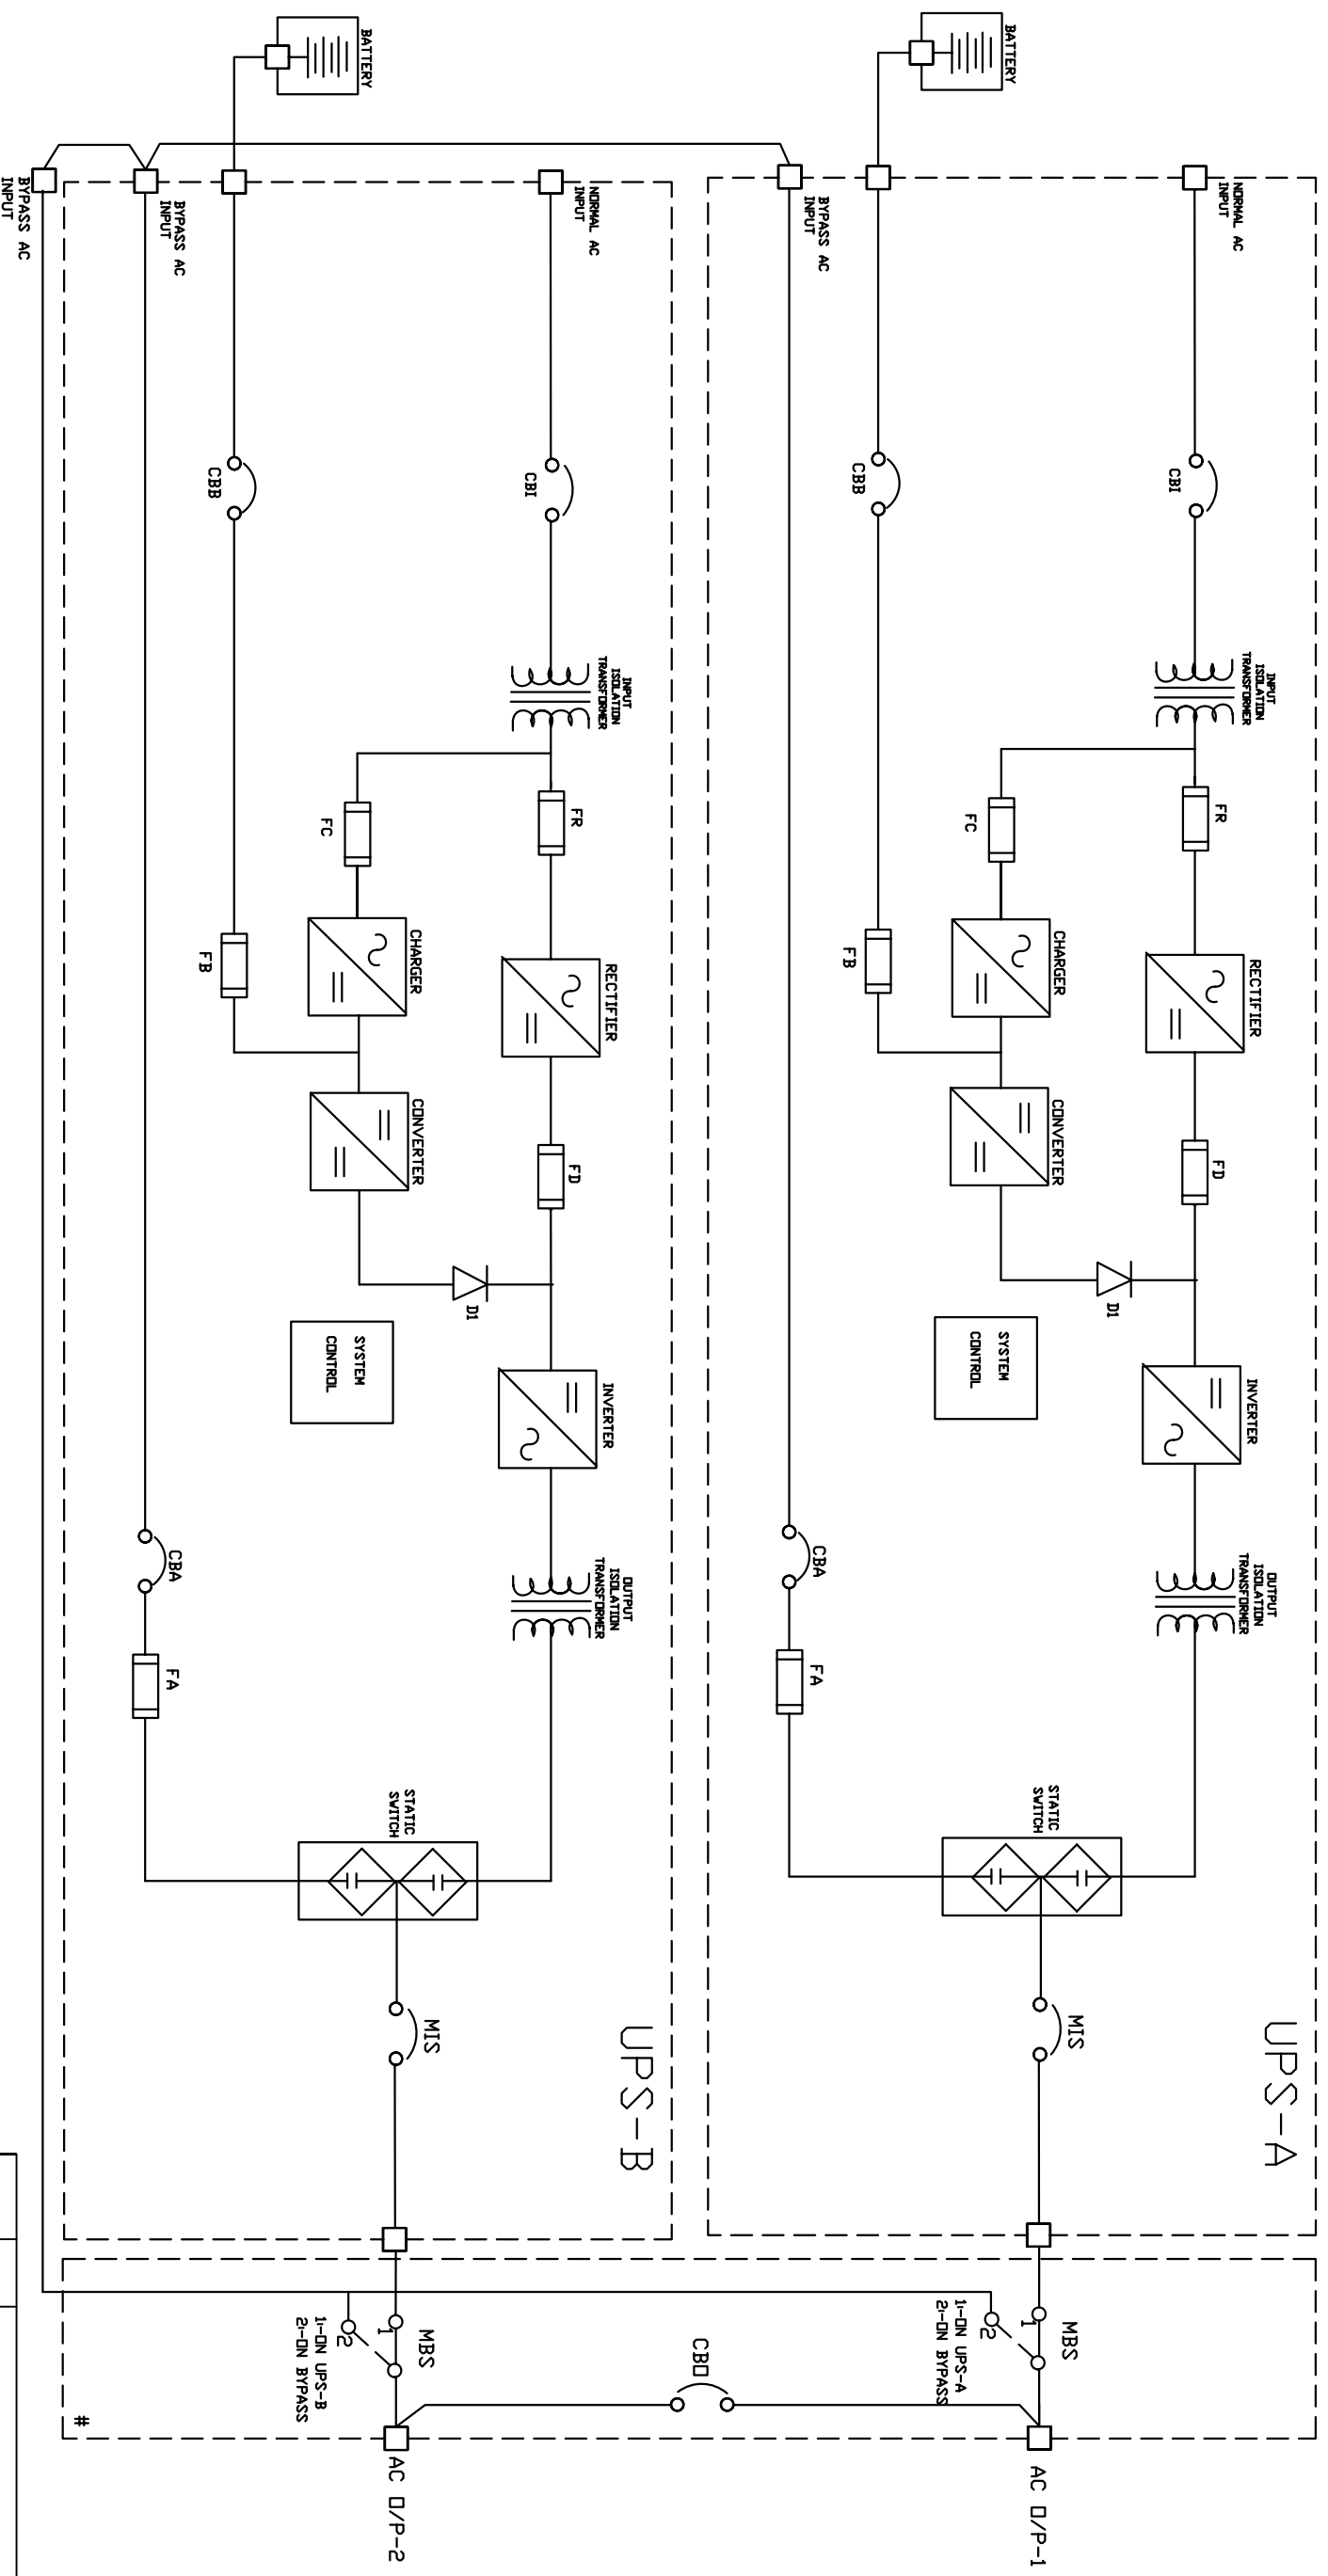 UPS-A
NORMAL AC
INPUT
CBI
INPUT
ISOLATION
TRANSFORMER
FR
RECTIFIER
FD
INVERTER
OUTPUT
ISOLATION
TRANSFORMER
FC
CHARGER
CONVERTER
D1
SYSTEM
CONTROL
BATTERY
CBB
FB
BYPASS AC
INPUT
CBA
FA
STATIC
SWITCH
MIS
MBS
1
2
1:-ON UPS-A
2:-ON BYPASS
AC O/P-1
CBO
UPS-B
NORMAL AC
INPUT
CBI
INPUT
ISOLATION
TRANSFORMER
FR
RECTIFIER
FD
INVERTER
OUTPUT
ISOLATION
TRANSFORMER
FC
CHARGER
CONVERTER
D1
SYSTEM
CONTROL
BATTERY
CBB
FB
BYPASS AC
INPUT
CBA
FA
STATIC
SWITCH
MIS
MBS
1
2
1:-ON UPS-B
2:-ON BYPASS
AC O/P-2
#
BYPASS AC
INPUT